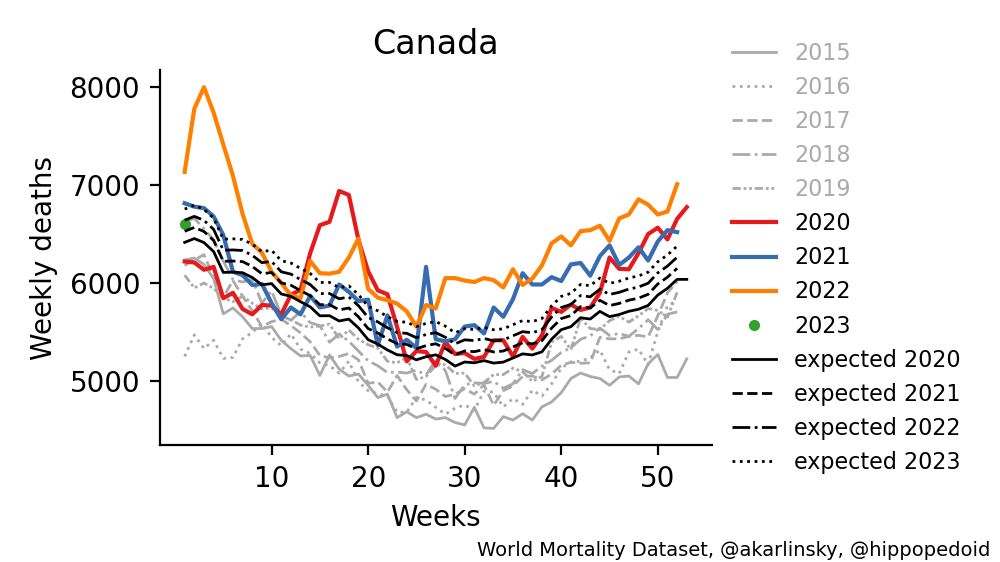 Canada
8000
7000
6000
5000
Weekly deaths
10 20 30 40 50
Weeks
2015
2016
2017
2018
2019
2020
2021
2022
2023
expected 2020
expected 2021
expected 2022
expected 2023
World Mortality Dataset, @akarlinsky, @hippopedoid